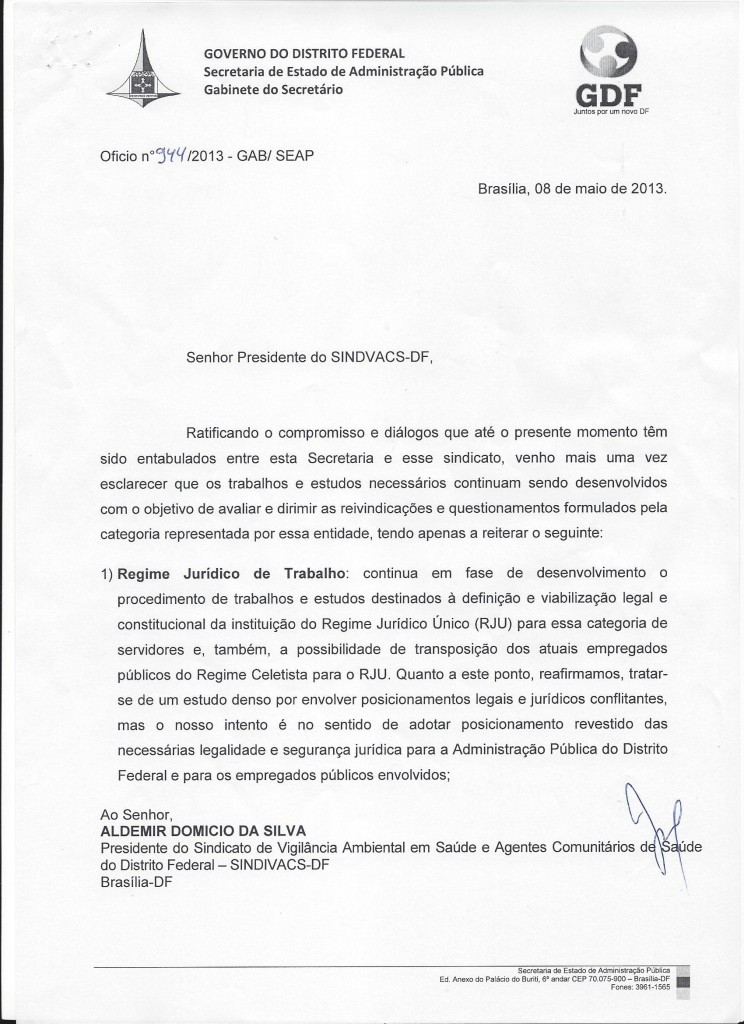 GOVERNO DO DISTRITO FEDERAL
Secretaria de Estado de Administração Pública
Gabinete do Secretário
GDF
Juntos por um novo DF
Oficio nº944/2013 - GAB/ SEAP
Brasília, 08 de maio de 2013.
Senhor Presidente do SINDVACS-DF,
Ratificando o compromisso e diálogos que até o presente momento têm
sido entabulados entre esta Secretaria e esse sindicato, venho mais uma vez
esclarecer que os trabalhos e estudos necessários continuam sendo desenvolvidos
com o objetivo de avaliar e dirimir as reivindicações e questionamentos formulados pela
categoria representada por essa entidade, tendo apenas a reiterar o seguinte:
1) Regime Jurídico de Trabalho: continua em fase de desenvolvimento o
procedimento de trabalhos e estudos destinados à definição e viabilização legal e
constitucional da instituição do Regime Jurídico Único (RJU) para essa categoria de
servidores e, também, a possibilidade de transposição dos atuais empregados
públicos do Regime Celetista para o RJU. Quanto a este ponto, reafirmamos, tratar-
se de um estudo denso por envolver posicionamentos legais e jurídicos conflitantes,
mas o nosso intento é no sentido de adotar posicionamento revestido das
necessárias legalidade e segurança jurídica para a Administração Pública do Distrito
Federal e para os empregados públicos envolvidos;
Ao Senhor,
ALDEMIR DOMICIO DA SILVA
Presidente do Sindicato de Vigilância Ambiental em Saúde e Agentes Comunitários de Saúde
do Distrito Federal – SINDIVACS-DF
Brasília-DF
Secretaria de Estado de Administração Pública
Ed. Anexo do Palácio do Buriti, 6º andar CEP 70.075-900 – Brasília-DF
Fones: 3961-1565